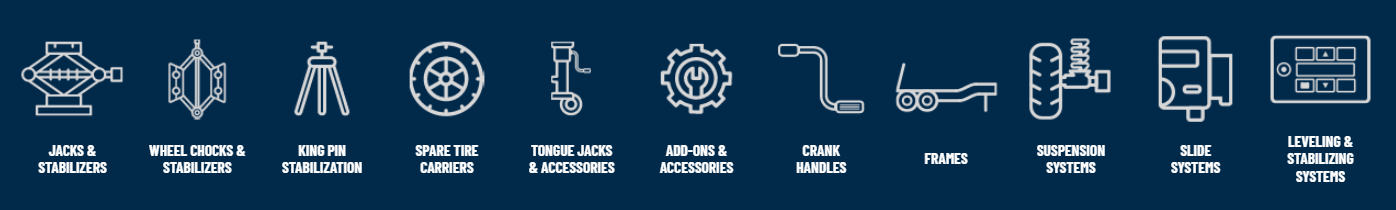 JACKS &
STABILIZERS
WHEEL CHOCKS &
STABILIZERS
KING PIN
STABILIZATION
SPARE TIRE
CARRIERS
TONGUE JACKS
& ACCESSORIES
ADD-ONS &
ACCESSORIES
CRANK
HANDLES
FRAMES
SUSPENSION
SYSTEMS
SLIDE
SYSTEMS
LEVELING &
STABILIZING
SYSTEMS